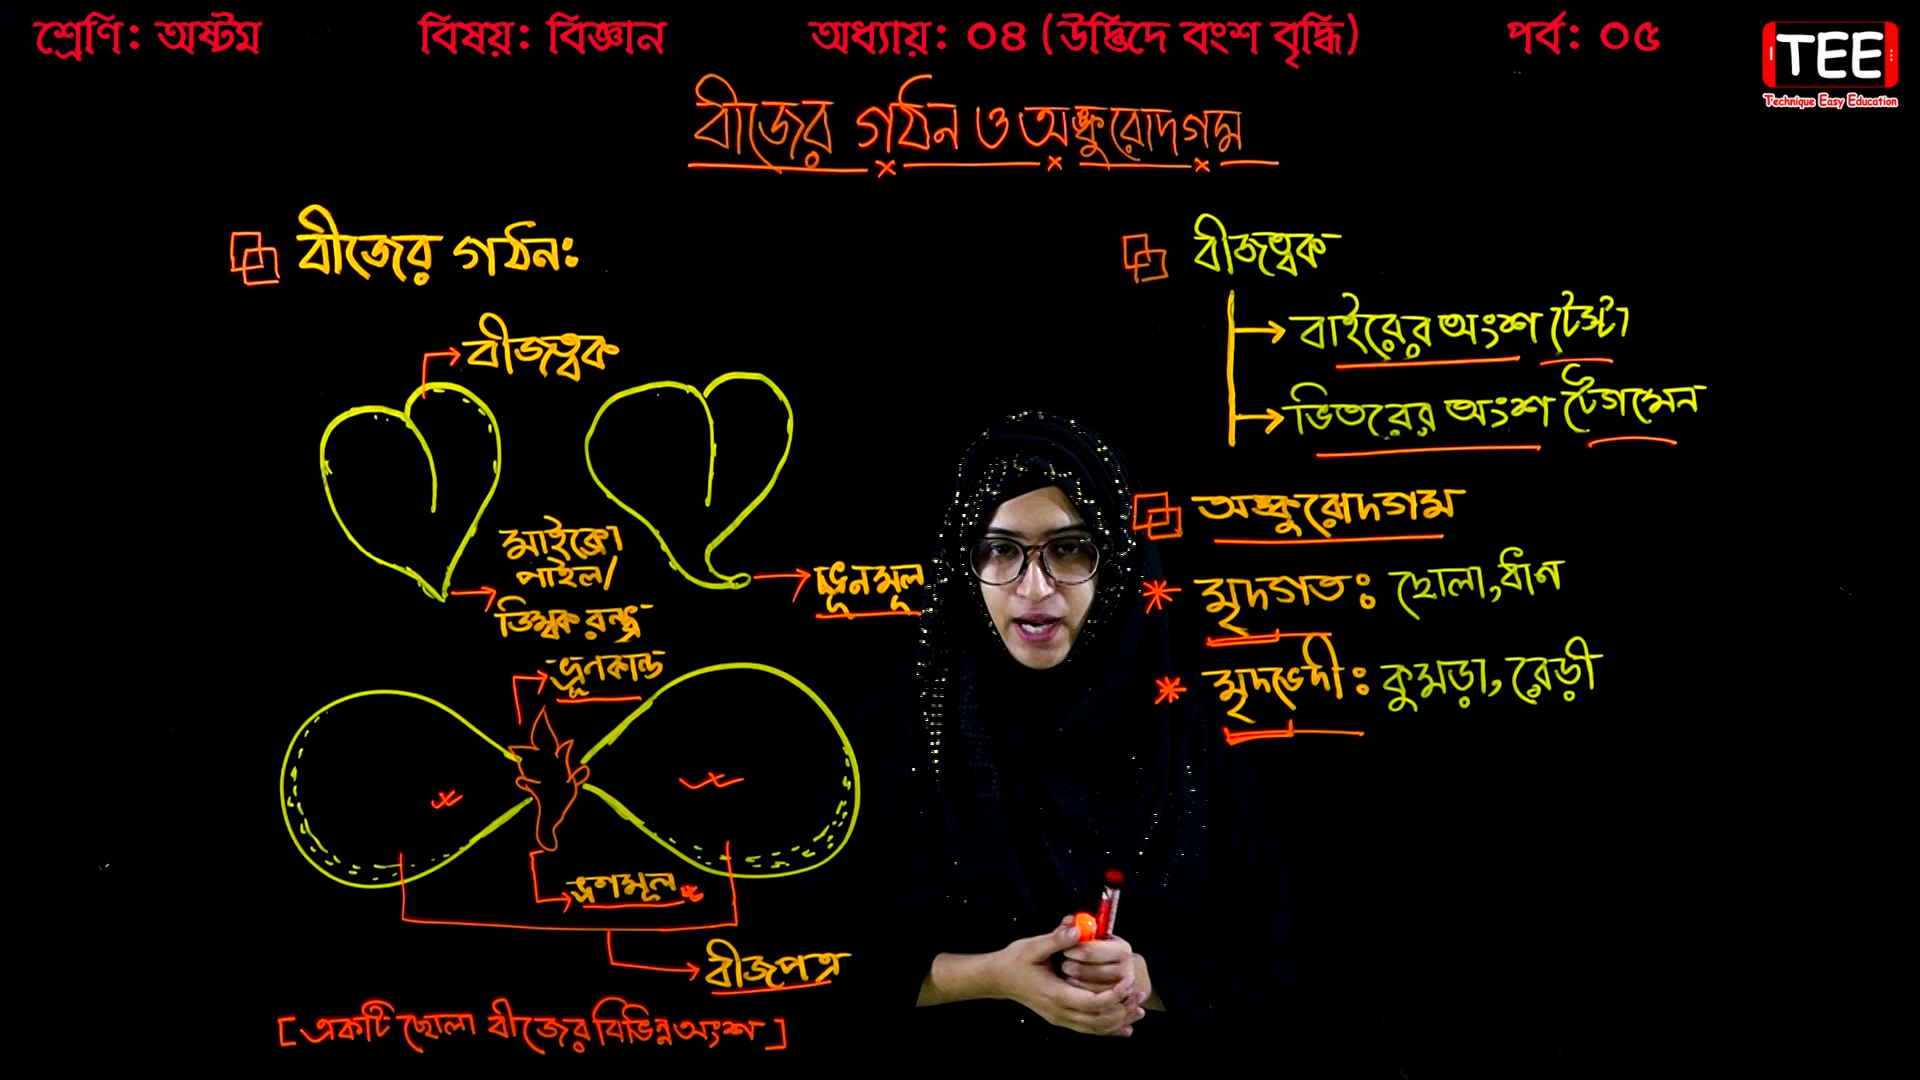 শ্রেণি: অষ্টম
বিষয়: বিজ্ঞান
অধ্যায়: ০৪ (উদ্ভিদে বংশ বৃদ্ধি)
পর্ব: ০৫
TEE
Technique Easy Education
বীজের গঠন ও অঙ্কুরোদগম
বীজের গঠন:
বীজত্বক
মাইক্রো
পাইল/
ডিম্বক রন্ধ্র
ভ্রূনমূল
ভ্রূণকান্ড
ভ্রূণমূল
বীজপত্র
[একটি ছোলা বীজের বিভিন্ন অংশ]
বীজত্বক
বাইরের অংশ টেস্টা
ভিতরের অংশ টেগমেন
অঙ্কুরোদগম
মৃদগত: ছোলা, ধান
মৃদভেদী: কুমড়া, রেড়ী